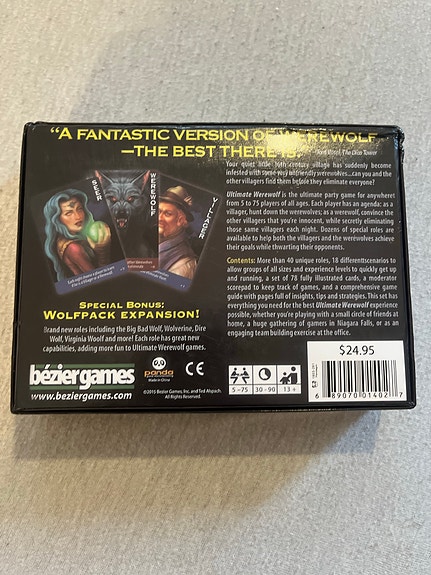 "A FANTASTIC VERSION OF WEREWOLF
—THE BEST THERE IS."
—Tom Vasel, The Dice Tower
Your quiet little 16th century village has suddenly become
infested with some very unfriendly werewolves...can you and the
other villagers find them before they eliminate everyone?
SEER
WEREWOLF
VILLAGER
Ultimate Werewolf is the ultimate party game for anywhere
from 5 to 75 players of all ages. Each player has an agenda: as a
villager, hunt down the werewolves; as a werewolf, convince the
other villagers that you're innocent, while secretly eliminating
those same villagers each night. Dozens of special roles are
available to help both the villagers and the werewolves achieve
their goals while thwarting their opponents.
Contents: More than 40 unique roles, 18 differentscenarios to
allow groups of all sizes and experience levels to quickly get up
and running, a set of 78 fully illustrated cards, a moderator
scorepad to keep track of games, and a comprehensive game
guide with pages full of insights, tips and strategies. This set has
everything you need for the best Ultimate Werewolf experience
possible, whether you're playing with a small circle of friends at
home, a huge gathering of gamers in Niagara Falls, or as an
engaging team building exercise at the office.
SPECIAL BONUS:
WOLFPACK EXPANSION!
Brand new roles including the Big Bad Wolf, Wolverine, Dire
Wolf, Virginia Woolf and more! Each role has great new
capabilities, adding more fun to Ultimate Werewolf games.
béziergames
www.beziergames.com
panda
Made in China
CE
©2015 Bezier Games, Inc. and Ted Alspach.
All Rights Reserved.
5 - 75
30 - 90
13 +
$24.95
6 89070 01402 7